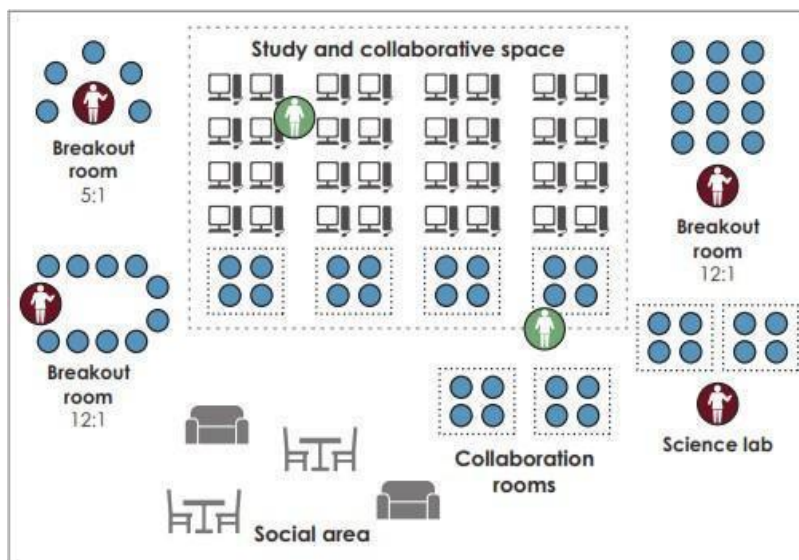 Study and collaborative space
Breakout
room
5:1
Breakout
room
12:1
Breakout
room
12:1
Science lab
Collaboration
rooms
Social area